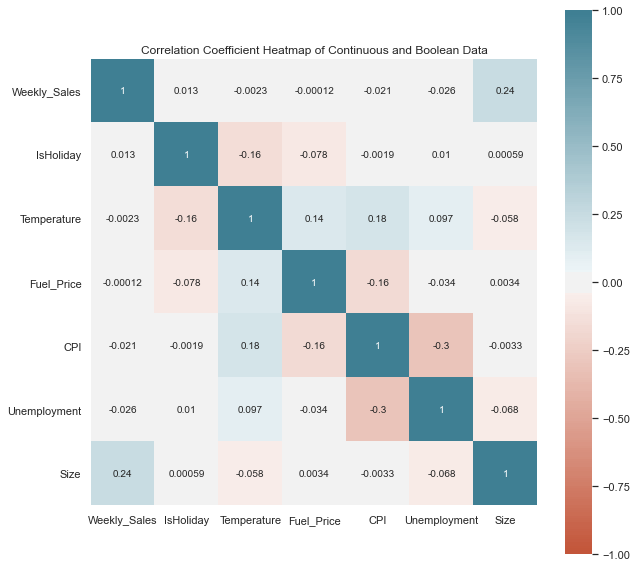 Correlation Coefficient Heatmap of Continuous and Boolean Data
Weekly_Sales 1 0.013 -0.0023 -0.00012 -0.021 -0.026 0.24
IsHoliday 0.013 1 -0.16 -0.078 -0.0019 0.01 0.00059
Temperature -0.0023 -0.16 1 0.14 0.18 0.097 -0.058
Fuel_Price -0.00012 -0.078 0.14 1 -0.16 -0.034 0.0034
CPI -0.021 -0.0019 0.18 -0.16 1 -0.3 -0.0033
Unemployment -0.026 0.01 0.097 -0.034 -0.3 1 -0.068
Size 0.24 0.00059 -0.058 0.0034 -0.0033 -0.068 1
Weekly_Sales IsHoliday Temperature Fuel_Price CPI Unemployment Size
1.00
0.75
0.50
0.25
0.00
−0.25
−0.50
−0.75
−1.00